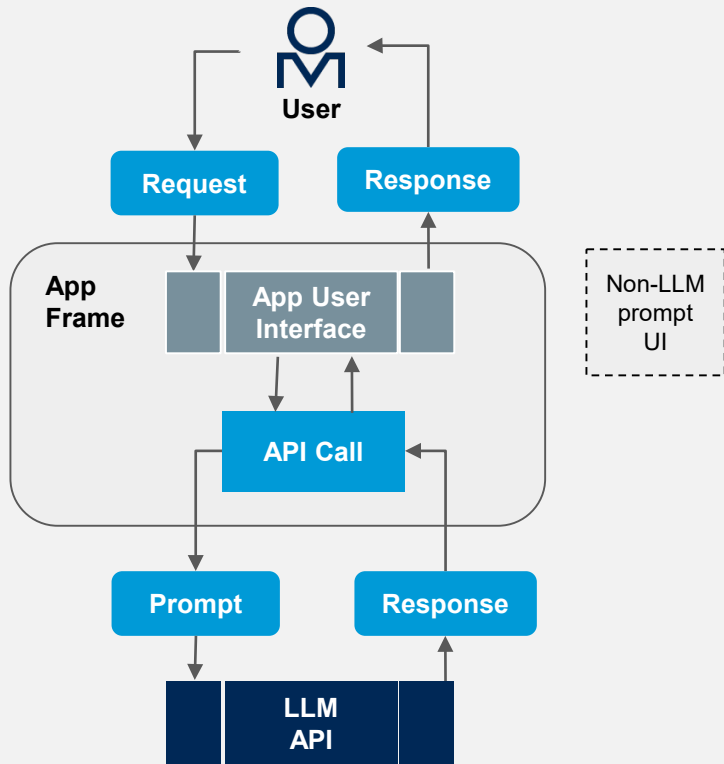 User
Request
Response
App
Frame
App User
Interface
Non-LLM
prompt
UI
API Call
Prompt
Response
LLM
API